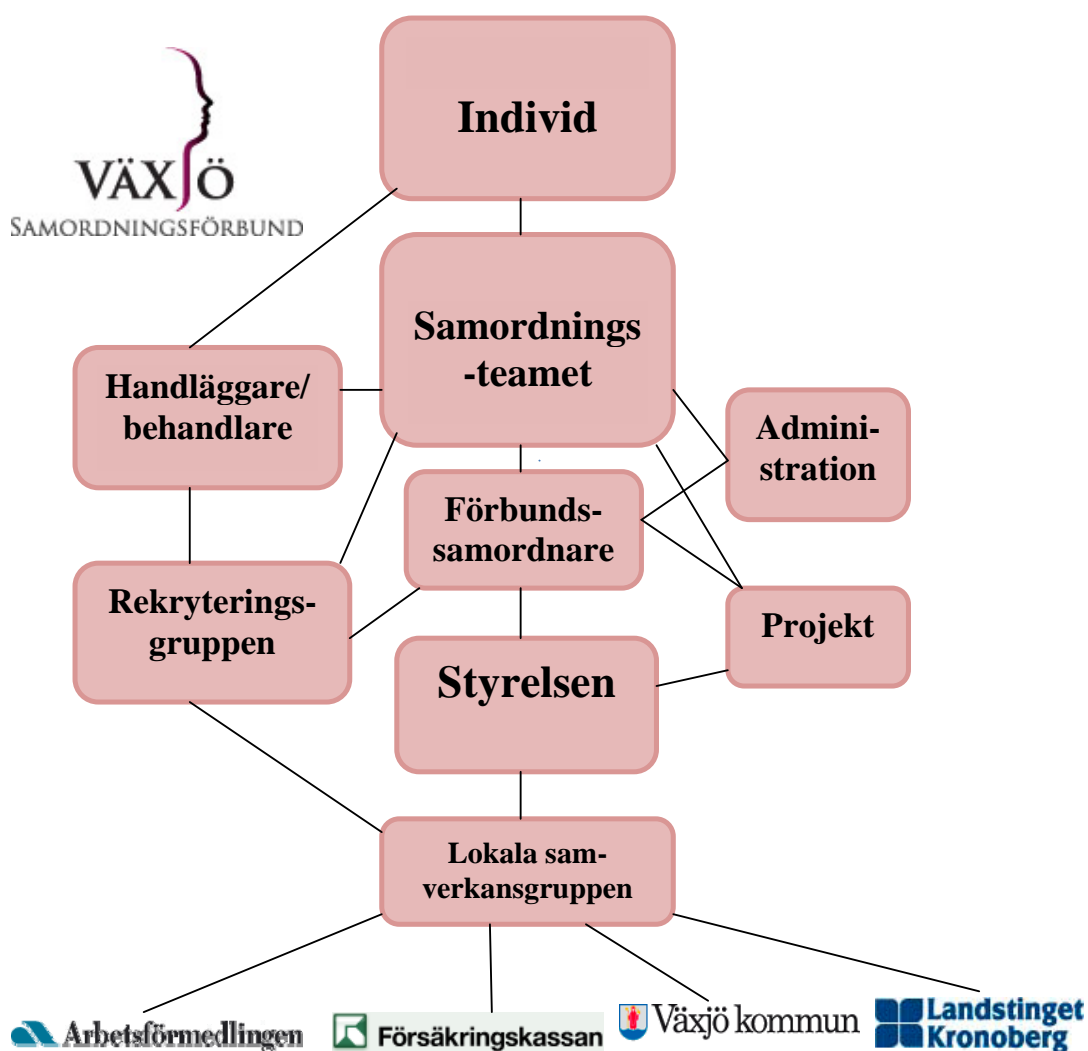 VÄXJÖ
SAMORDNINGSFÖRBUND
Individ
Samordnings
-teamet
Handläggare/
behandlare
Admini-
stration
Förbunds-
samordnare
Rekryterings-
gruppen
Projekt
Styrelsen
Lokala sam-
verkansgruppen
Arbetsförmedlingen
Försäkringskassan
Växjö kommun
Landstinget
Kronoberg